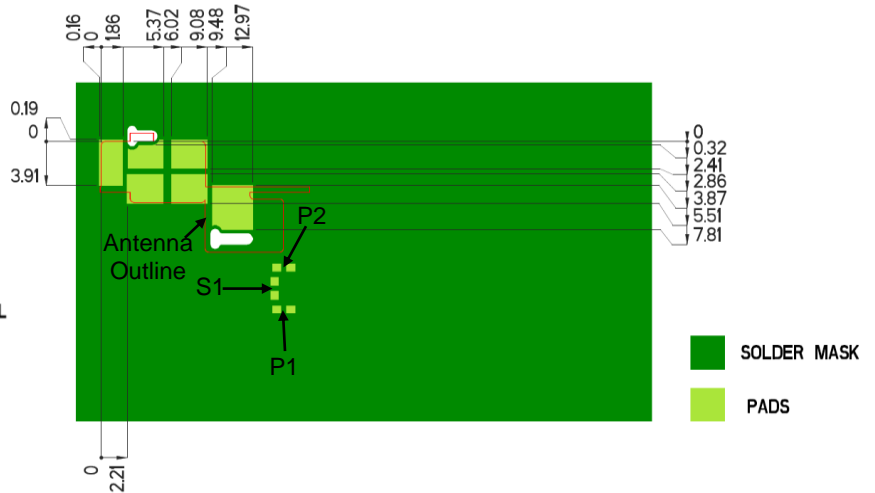 0.16
0
1.86
5.37
6.02
9.08
9.48
12.97
0.19
0
3.91
0
0.32
2.41
2.86
3.87
5.51
7.81
Antenna
Outline
P2
S1
P1
SOLDER MASK
PADS
0
2.21